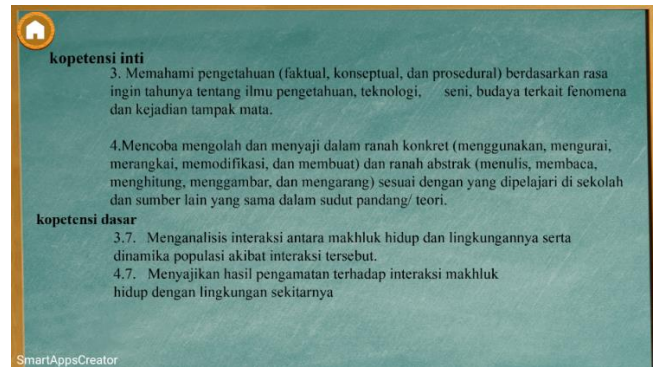 kopetensi inti
3. Memahami pengetahuan (faktual, konseptual, dan prosedural) berdasarkan rasa
ingin tahunya tentang ilmu pengetahuan, teknologi, seni, budaya terkait fenomena
dan kejadian tampak mata.
4.Mencoba mengolah dan menyaji dalam ranah konkret (menggunakan, mengurai,
merangkai, memodifikasi, dan membuat) dan ranah abstrak (menulis, membaca,
menghitung, menggambar, dan mengarang) sesuai dengan yang dipelajari di sekolah
dan sumber lain yang sama dalam sudut pandang/ teori.
kopetensi dasar
3.7. Menganalisis interaksi antara makhluk hidup dan lingkungannya serta
dinamika populasi akibat interaksi tersebut.
4.7. Menyajikan hasil pengamatan terhadap interaksi makhluk
hidup dengan lingkungan sekitarnya
SmartAppsCreator